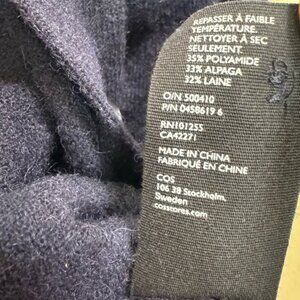 REPASSER À FAIBLE
TEMPÉRATURE.
NETTOYER À SEC
SEULEMENT.
35% POLYAMIDE
33% ALPAGA
32% LAINE
O/N 500410
P/N 0458619 6
RN101255
CA42271
MADE IN CHINA
FABRIQUÉ EN CHINE
COS
106 38 Stockholm,
Sweden
cosstores.com